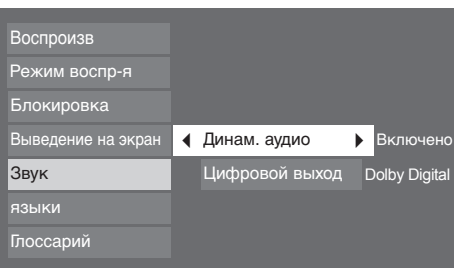 Воспроизв
Режим воспр-я
Блокировка
Выведение на экран
Динам. аудио
Включено
Звук
Цифровой выход
Dolby Digital
языки
Глоссарий